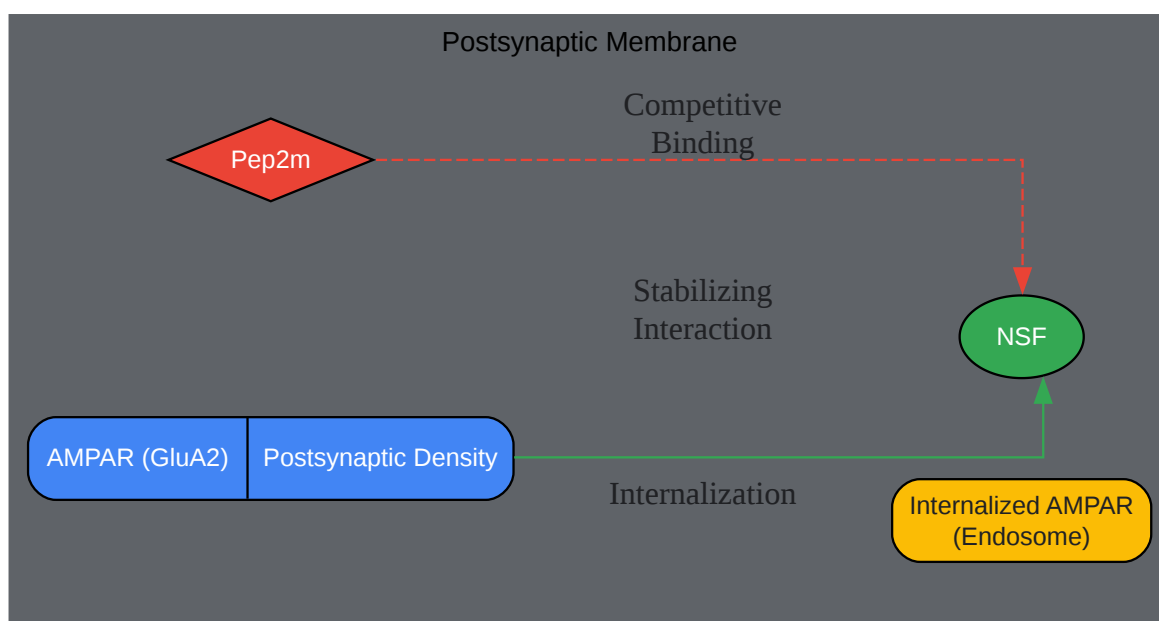 Postsynaptic Membrane
Competitive
Binding
Pep2m
Stabilizing
Interaction
NSF
AMPAR (GluA2)
Postsynaptic Density
Internalization
Internalized AMPAR
(Endosome)